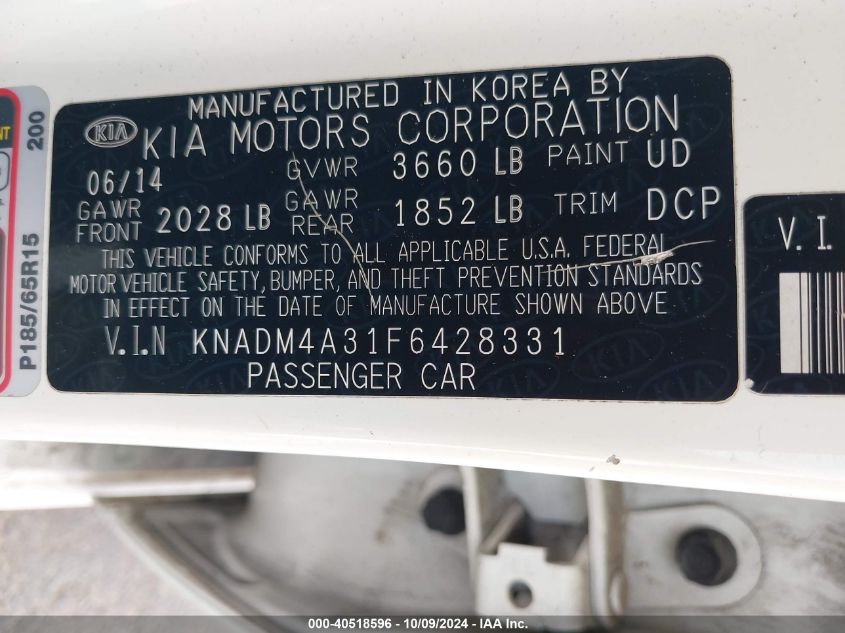 MANUFACTURED IN KOREA BY
KIA KIA MOTORS CORPORATION
06/14 GVWR 3660 LB PAINT UD
GAWR FRONT 2028 LB GAWR REAR 1852 LB TRIM DCP
THIS VEHICLE CONFORMS TO ALL APPLICABLE U.S.A. FEDERAL
MOTOR VEHICLE SAFETY, BUMPER, AND THEFT PREVENTION STANDARDS
IN EFFECT ON THE DATE OF MANUFACTURE SHOWN ABOVE
V.I.N KNADM4A31F6428331
PASSENGER CAR
P185/65R15 200
V. I.
000-40518596 - 10/09/2024 - IAA Inc.